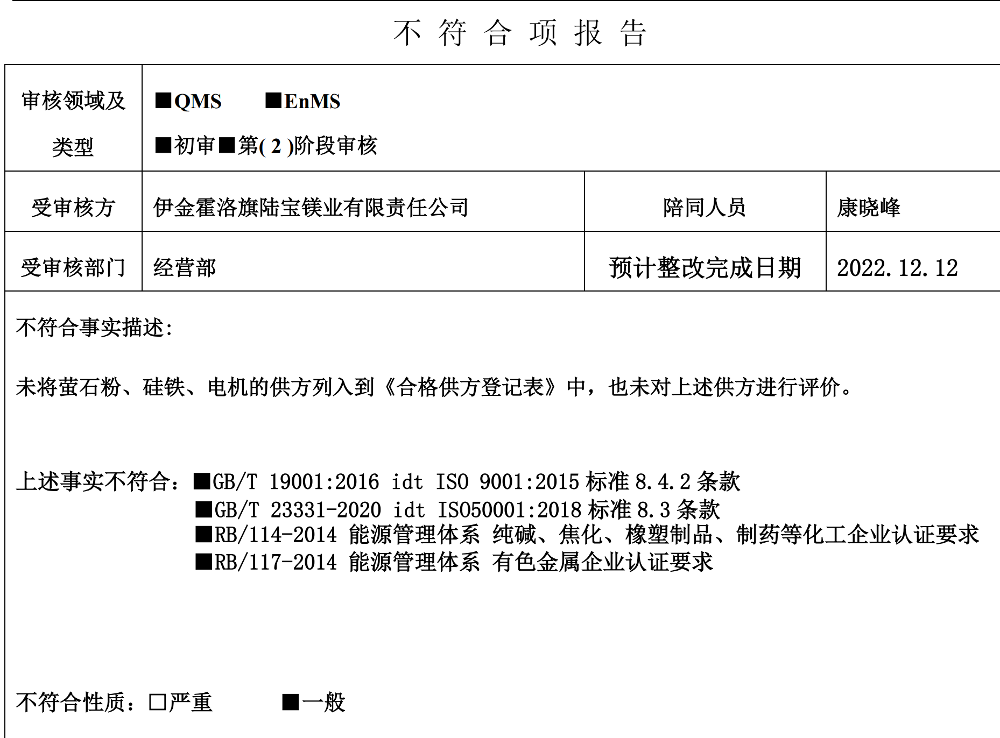 不符合项报告
审核领域及
类型
■QMS ■EnMS
■初审■第( 2 )阶段审核
受审核方 伊金霍洛旗陆宝镁业有限责任公司 陪同人员 康晓峰
受审核部门 经营部 预计整改完成日期 2022.12.12
不符合事实描述:
未将萤石粉、硅铁、电机的供方列入到《合格供方登记表》中，也未对上述供方进行评价。
上述事实不符合：■GB/T 19001:2016 idt ISO 9001:2015标准8.4.2条款
■GB/T 23331-2020 idt ISO50001:2018标准8.3条款
■RB/114-2014 能源管理体系 纯碱、焦化、橡塑制品、制药等化工企业认证要求
■RB/117-2014 能源管理体系 有色金属企业认证要求
不符合性质：□严重 ■一般